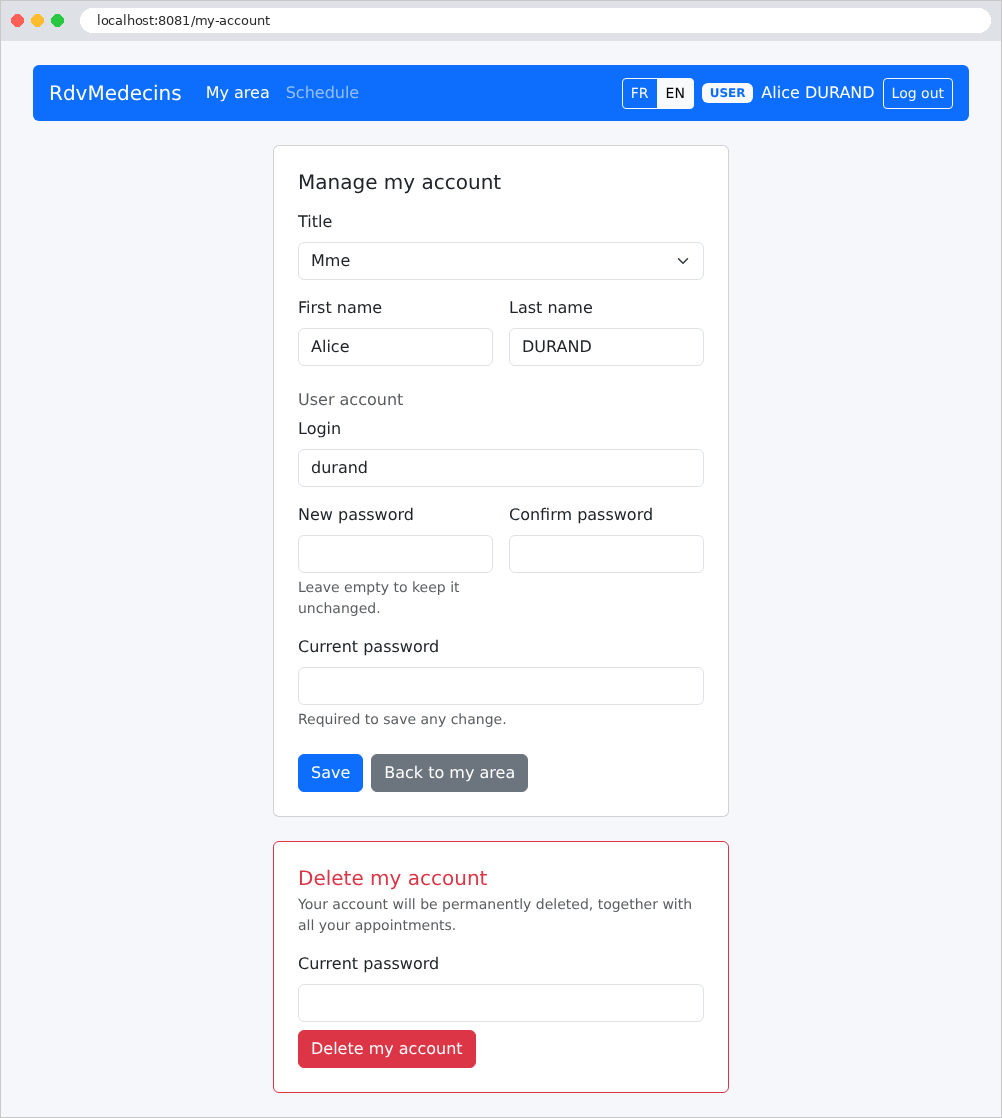 localhost:8081/my-account
RdvMedecins My area Schedule FR EN USER Alice DURAND Log out
Manage my account
Title
Mme
First name Last name
Alice DURAND
User account
Login
durand
New password Confirm password
Leave empty to keep it
unchanged.
Current password
Required to save any change.
Save Back to my area
Delete my account
Your account will be permanently deleted, together with
all your appointments.
Current password
Delete my account